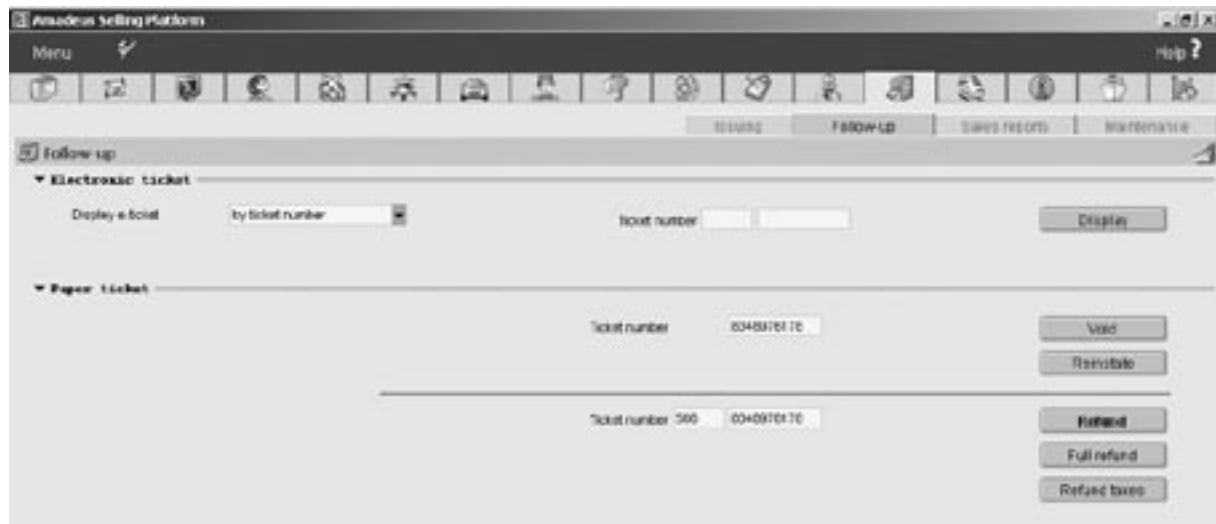 Amadeus Selling Platform
Menu
Help ?
Issuing Follow-up Sales reports Maintenance
Follow-up
Electronic ticket
Display e-ticket by ticket number ticket number Display
Paper ticket
Ticket number Void
Reinstate
Ticket number Refund
Full refund
Refund taxes